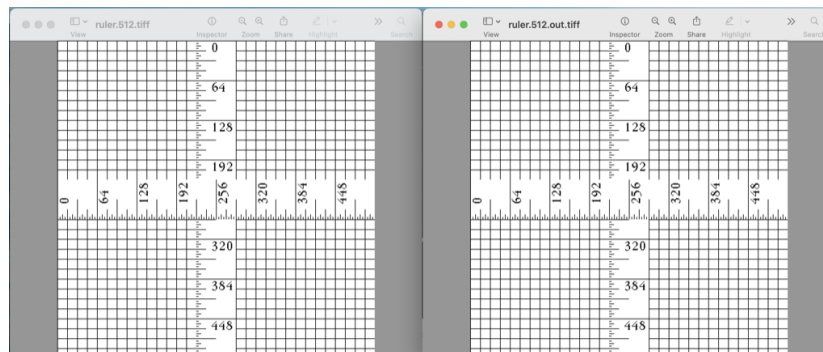 ruler.512.tiff
View
Inspector
Zoom
Share
Highlight
Search
0
64
128
192
0 64 128 192 256 320 384 448
320
384
448
ruler.512.out.tiff
View
Inspector
Zoom
Share
Highlight
Search
0
64
128
192
0 64 128 192 256 320 384 448
320
384
448